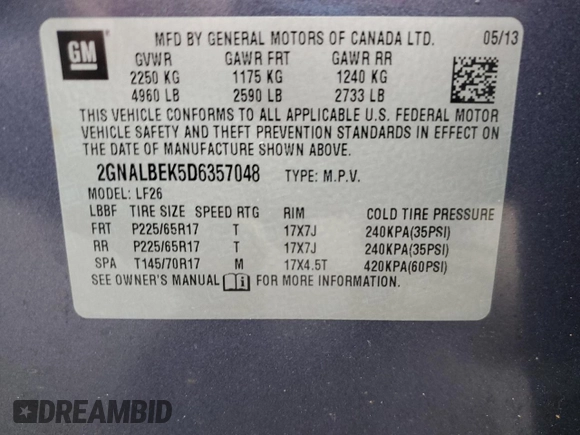 GM
MFD BY GENERAL MOTORS OF CANADA LTD. 05/13
GVWR GAWR FRT GAWR RR
2250 KG 1175 KG 1240 KG
4960 LB 2590 LB 2733 LB
THIS VEHICLE CONFORMS TO ALL APPLICABLE U.S. FEDERAL MOTOR
VEHICLE SAFETY AND THEFT PREVENTION STANDARDS IN EFFECT ON
THE DATE OF MANUFACTURE SHOWN ABOVE.
2GNALBEK5D6357048 TYPE: M.P.V.
MODEL: LF26
LBBF TIRE SIZE SPEED RTG RIM COLD TIRE PRESSURE
FRT P225/65R17 T 17X7J 240KPA(35PSI)
RR P225/65R17 T 17X7J 240KPA(35PSI)
SPA T145/70R17 M 17X4.5T 420KPA(60PSI)
SEE OWNER'S MANUAL i FOR MORE INFORMATION.
DREAMBID